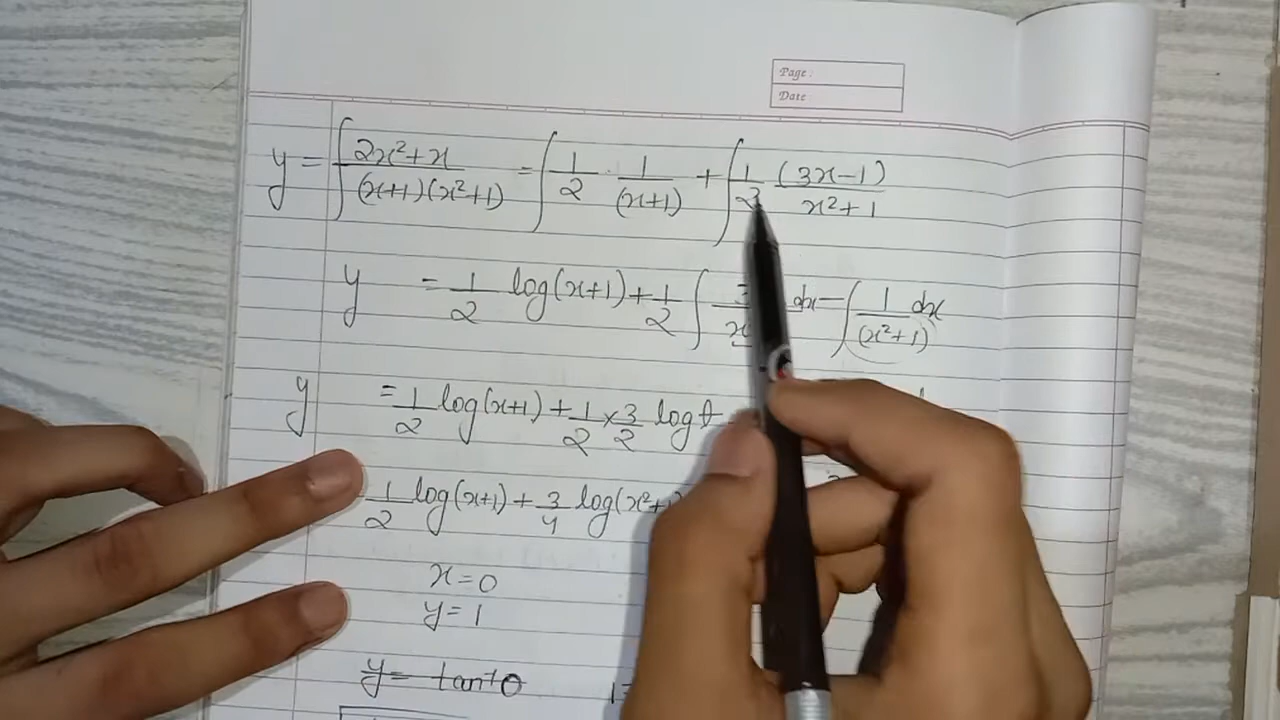 Page :
Date
y = ∫ 2x²+x / (x+1)(x²+1) = ∫ 1/2 · 1/(x+1) + ∫ 1/2 (3x-1) / x²+1
y = 1/2 log(x+1) + 1/2 ∫ dx - ∫ 1/(x²+1) dx
y = 1/2 log(x+1) + 1/2 × 3/2 log t
1/2 log(x+1) + 3/4 log(x²+
x=0
y=1
y =